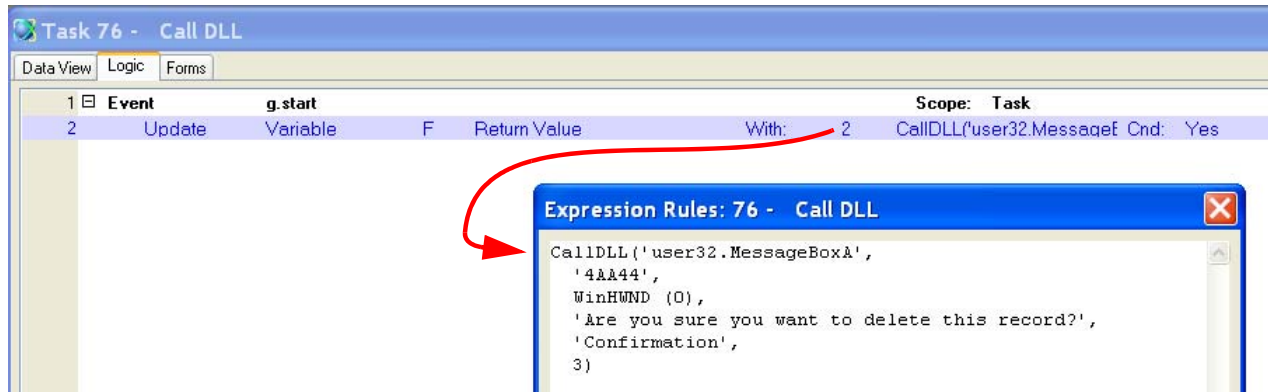 Task 76 - Call DLL
Data View Logic Forms
1 Event g.start Scope: Task
2 Update Variable F Return Value With: 2 CallDLL('user32.MessageE Cnd: Yes
Expression Rules: 76 - Call DLL
CallDLL('user32.MessageBoxA',
'4AA44',
WinHWND (0),
'Are you sure you want to delete this record?',
'Confirmation',
3)